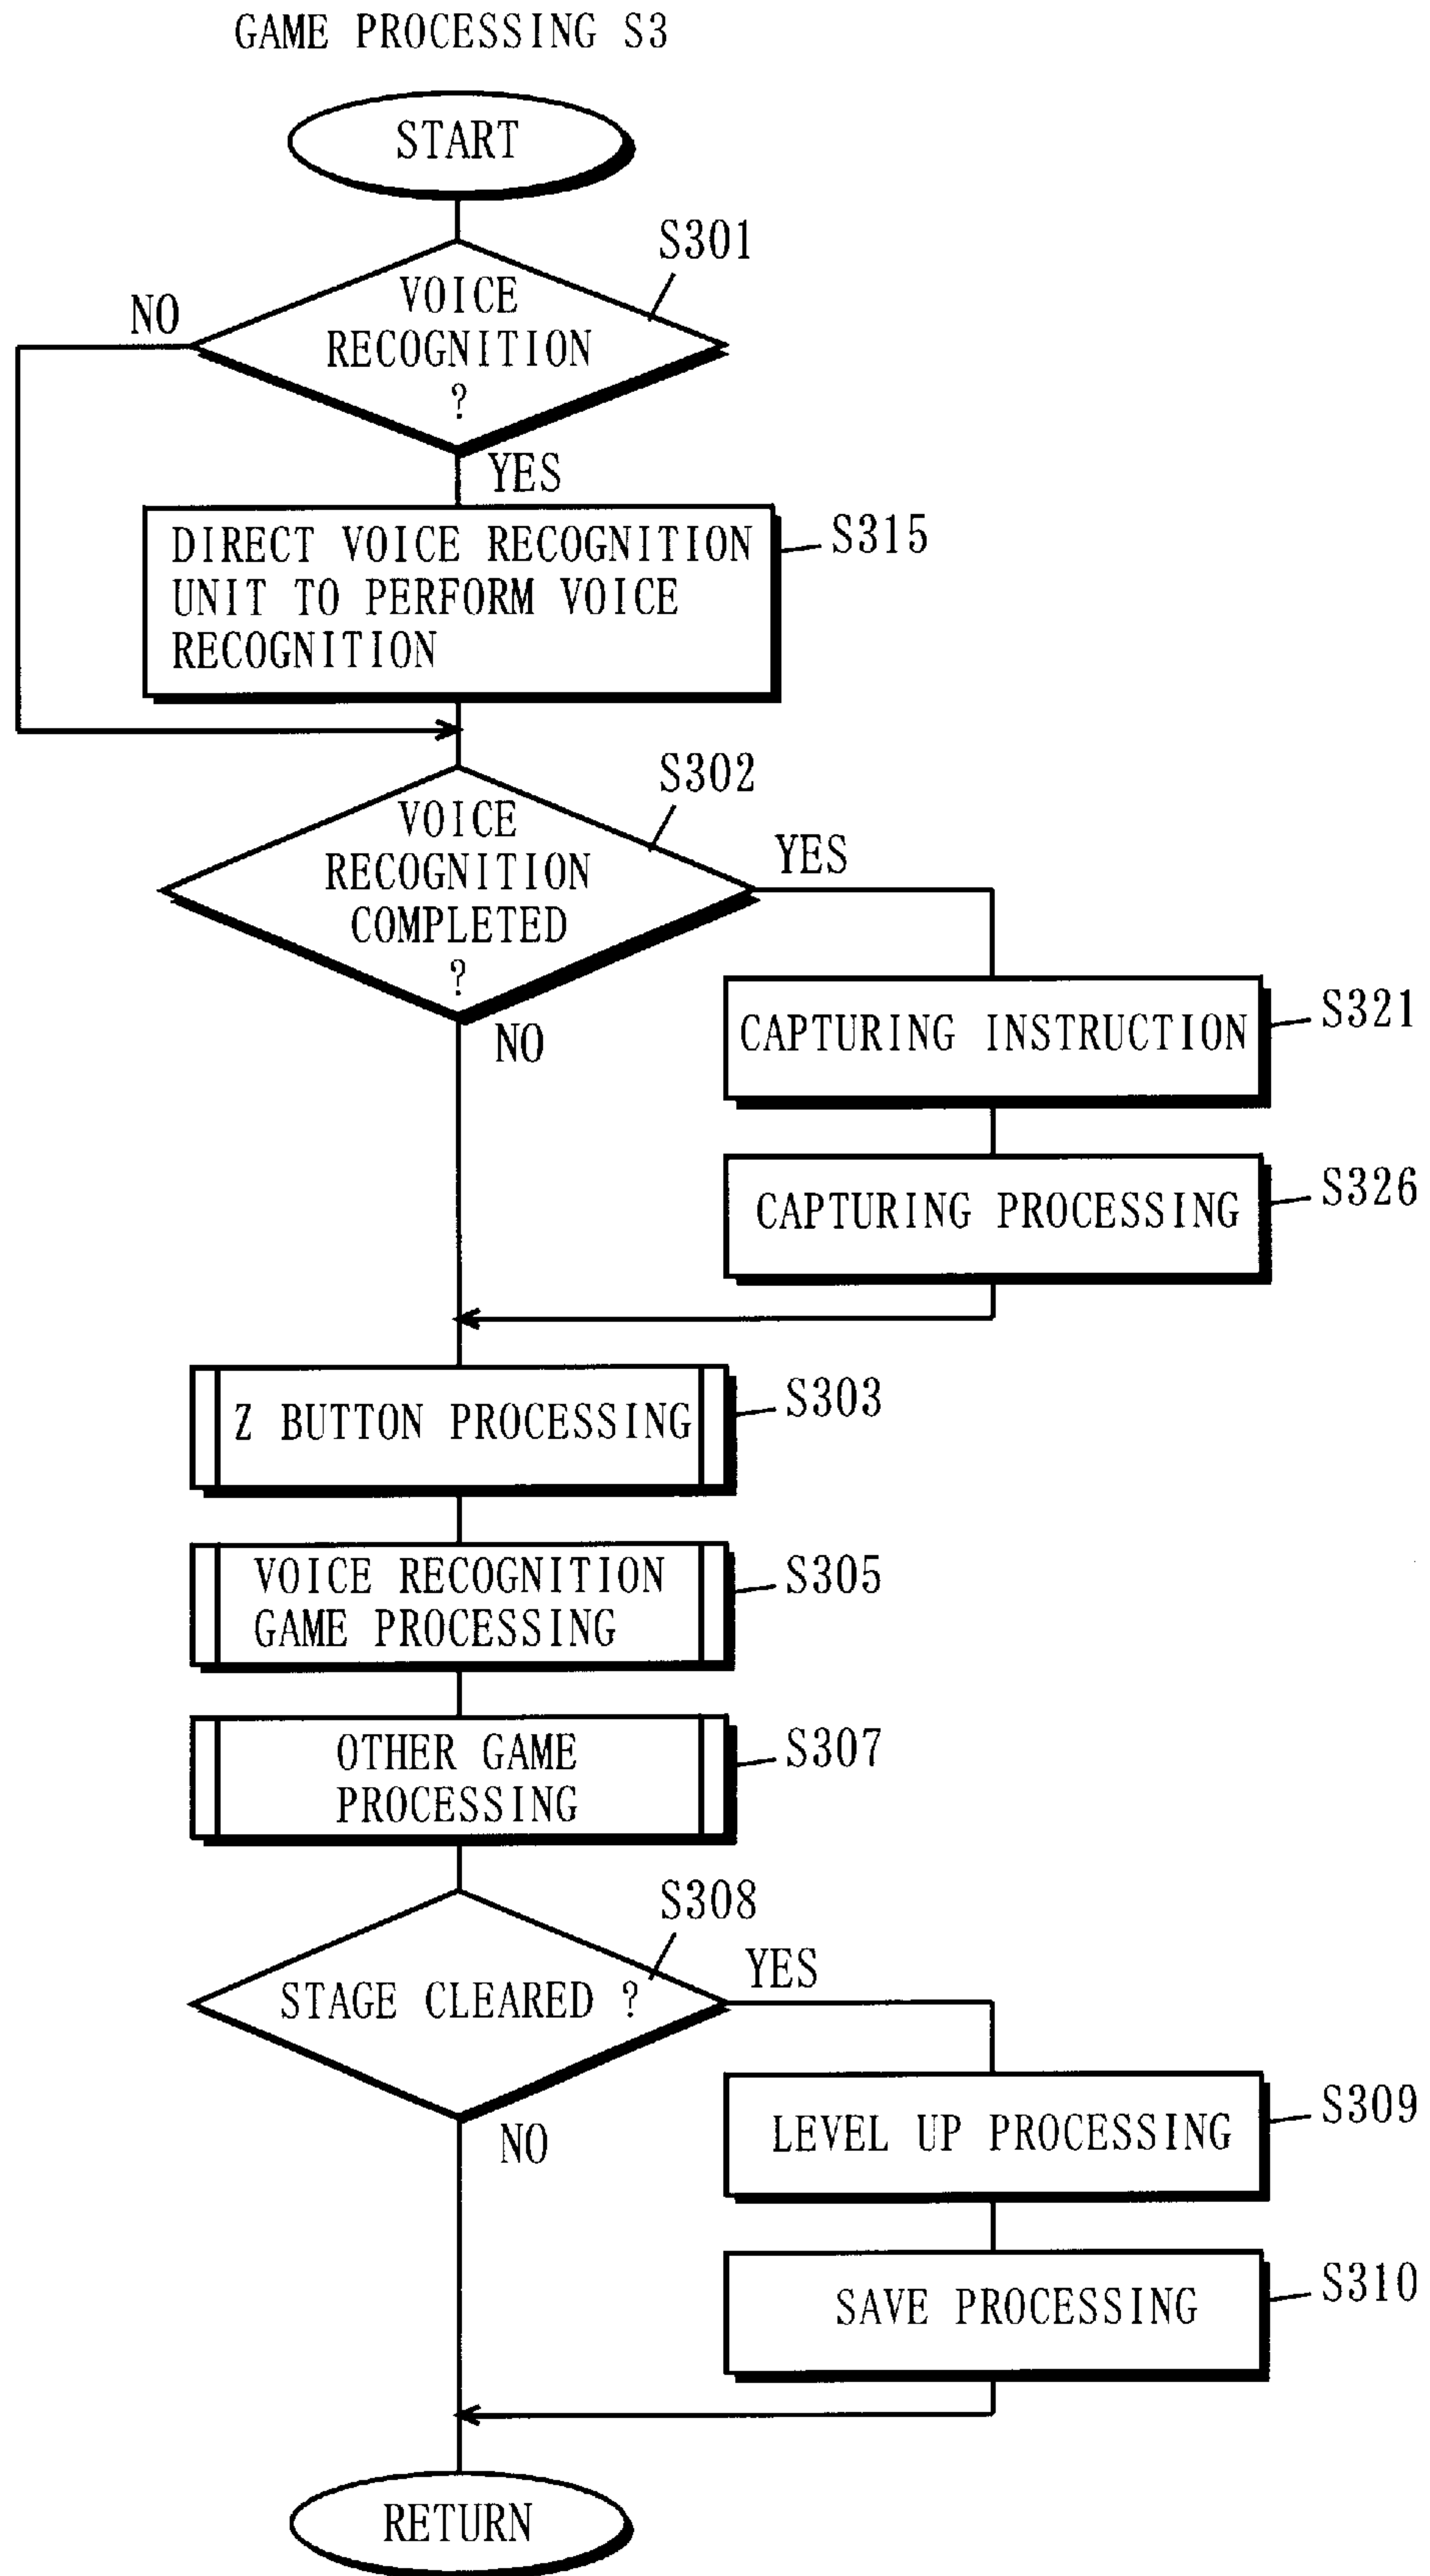 GAME PROCESSING S3
START
S301
VOICE
RECOGNITION
?
NO
YES
DIRECT VOICE RECOGNITION
UNIT TO PERFORM VOICE
RECOGNITION
S315
S302
VOICE
RECOGNITION
COMPLETED
?
YES
NO
CAPTURING INSTRUCTION
S321
CAPTURING PROCESSING
S326
Z BUTTON PROCESSING
S303
VOICE RECOGNITION
GAME PROCESSING
S305
OTHER GAME
PROCESSING
S307
S308
STAGE CLEARED ?
YES
NO
LEVEL UP PROCESSING
S309
SAVE PROCESSING
S310
RETURN